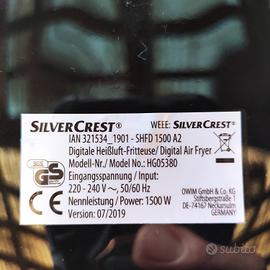 SILVERCREST® WEEE: SILVERCREST®
IAN 321534_1901 - SHFD 1500 A2
Digitale Heißluft-Fritteuse/ Digital Air Fryer
Modell-Nr./ Model No.: HG05380
Eingangsspannung / Input:
220 - 240 V ~, 50/60 Hz
Nennleistung / Power: 1500 W
Version: 07/2019
GS
OWIM GmbH & Co. KG
Stiftsbergstraße 1
DE-74167 Neckarsulm
GERMANY
subito